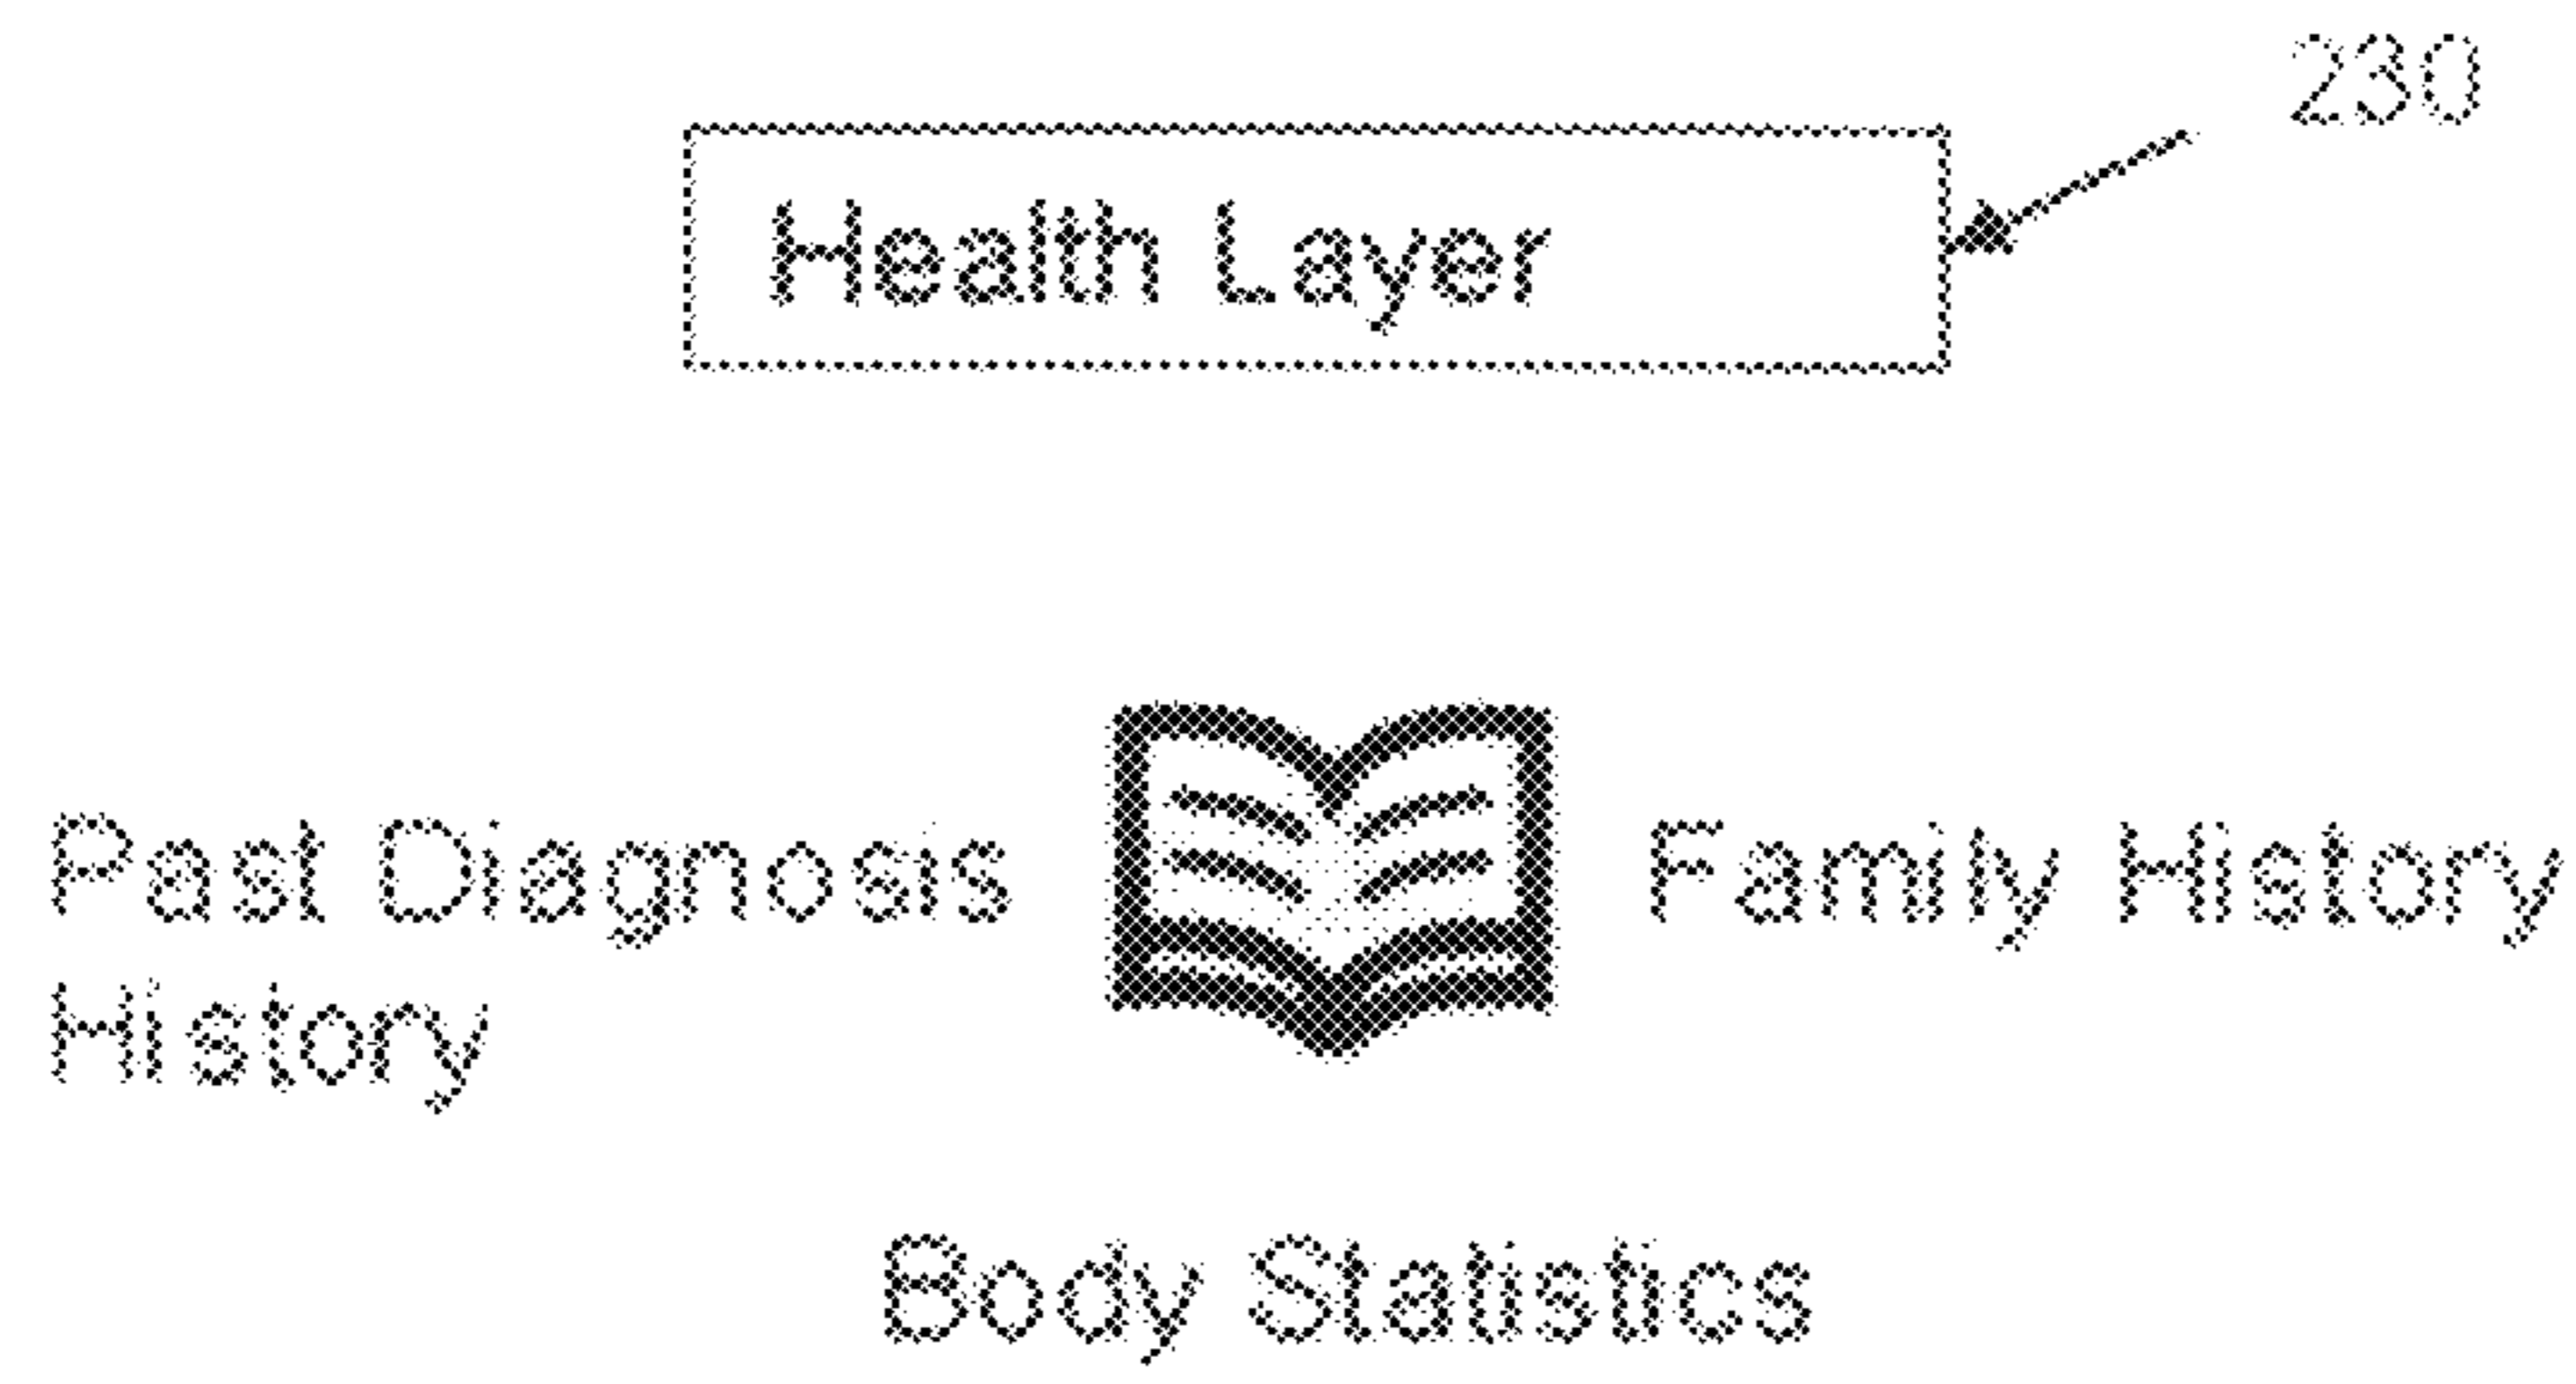 230
Health Layer
Past Diagnosis
History
Family History
Body Statistics